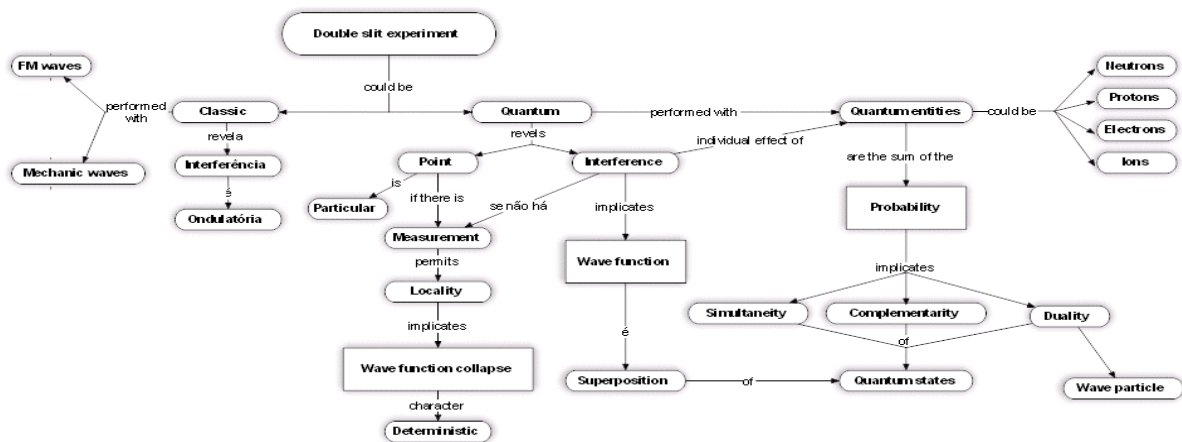 Double slit experiment
could be
FM waves
performed
with
Mechanic waves
Classic
revela
Interferência
é
Ondulatória
Quantum
revels
Point
is
Particular
if there is
Measurement
permits
Locality
implicates
Wave function collapse
character
Deterministic
Interference
se não há
implicates
Wave function
é
Superposition
of
performed with
individual effect of
Quantum entities
could be
Neutrons
Protons
Electrons
Ions
are the sum of the
Probability
implicates
Simultaneity
Complementarity
Duality
of
Quantum states
Wave particle